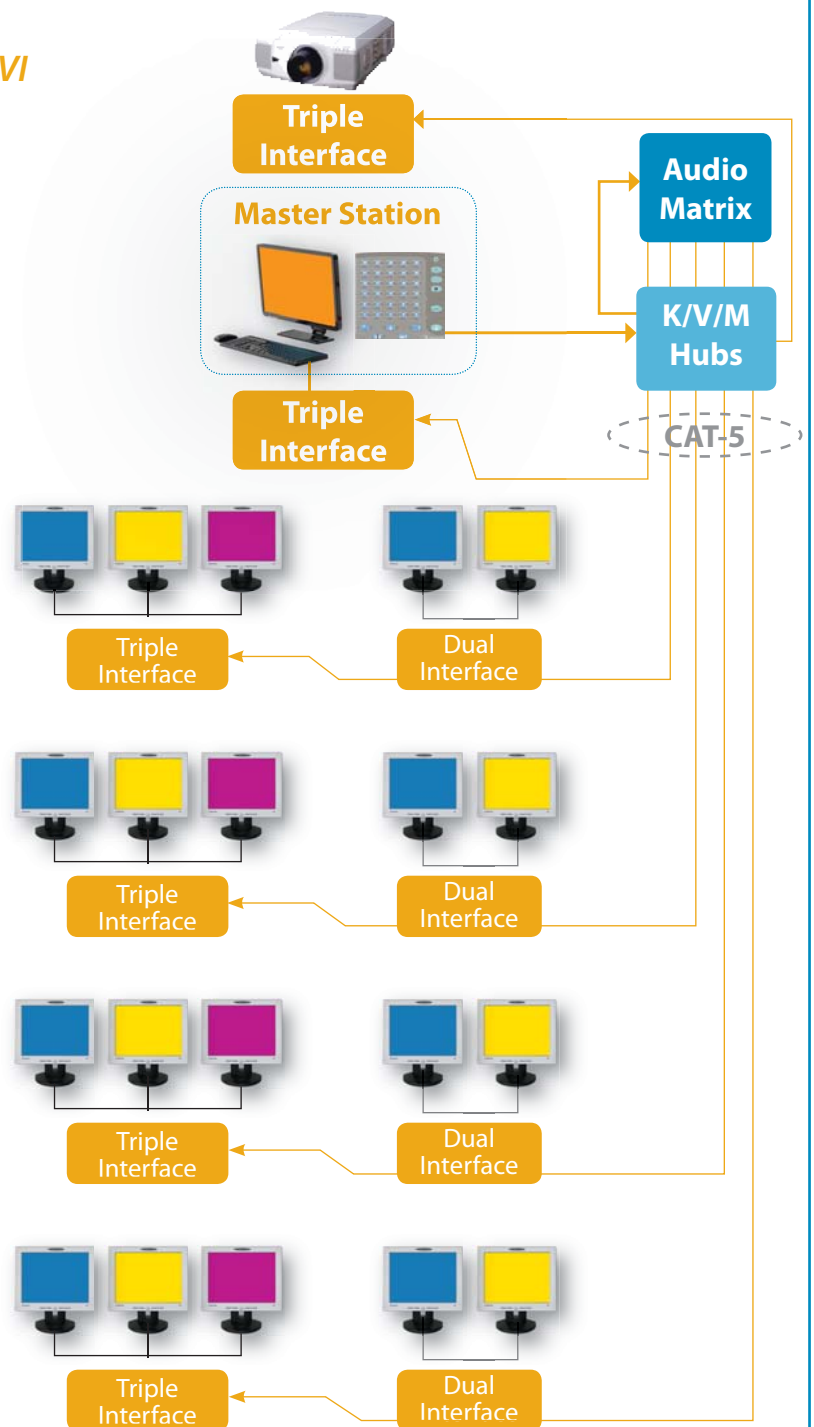 VI
Triple
Interface
Audio
Matrix
Master Station
K/V/M
Hubs
Triple
Interface
CAT-5
Triple
Interface
Dual
Interface
Triple
Interface
Dual
Interface
Triple
Interface
Dual
Interface
Triple
Interface
Dual
Interface